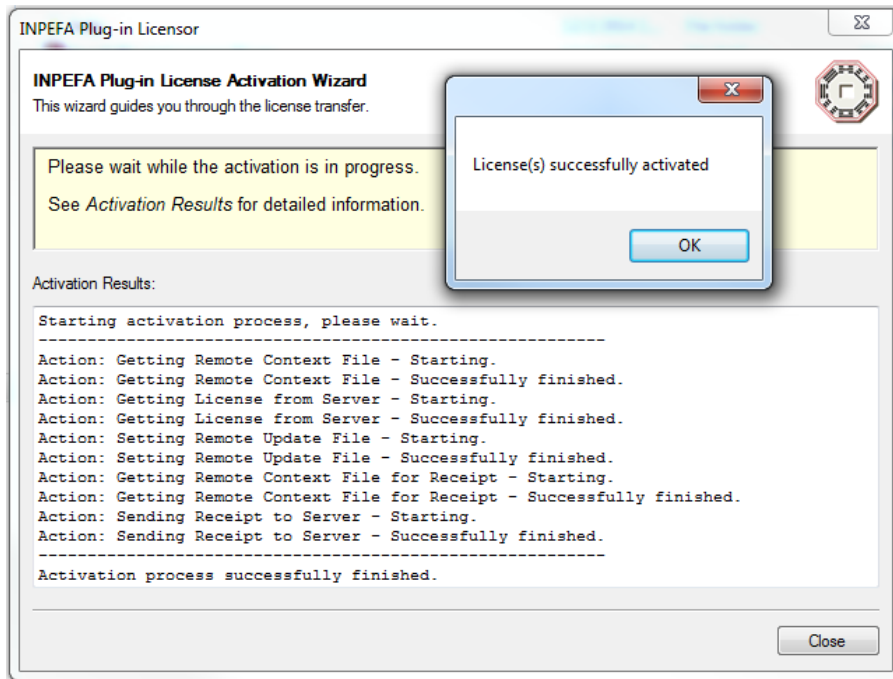 INPEFA Plug-in Licensor
INPEFA Plug-in License Activation Wizard
This wizard guides you through the license transfer.
Please wait while the activation is in progress.
See Activation Results for detailed information.
License(s) successfully activated
OK
Activation Results:
Starting activation process, please wait.
------------------------------------------------------------
Action: Getting Remote Context File - Starting.
Action: Getting Remote Context File - Successfully finished.
Action: Getting License from Server - Starting.
Action: Getting License from Server - Successfully finished.
Action: Setting Remote Update File - Starting.
Action: Setting Remote Update File - Successfully finished.
Action: Getting Remote Context File for Receipt - Starting.
Action: Getting Remote Context File for Receipt - Successfully finished.
Action: Sending Receipt to Server - Starting.
Action: Sending Receipt to Server - Successfully finished.
------------------------------------------------------------
Activation process successfully finished.
Close